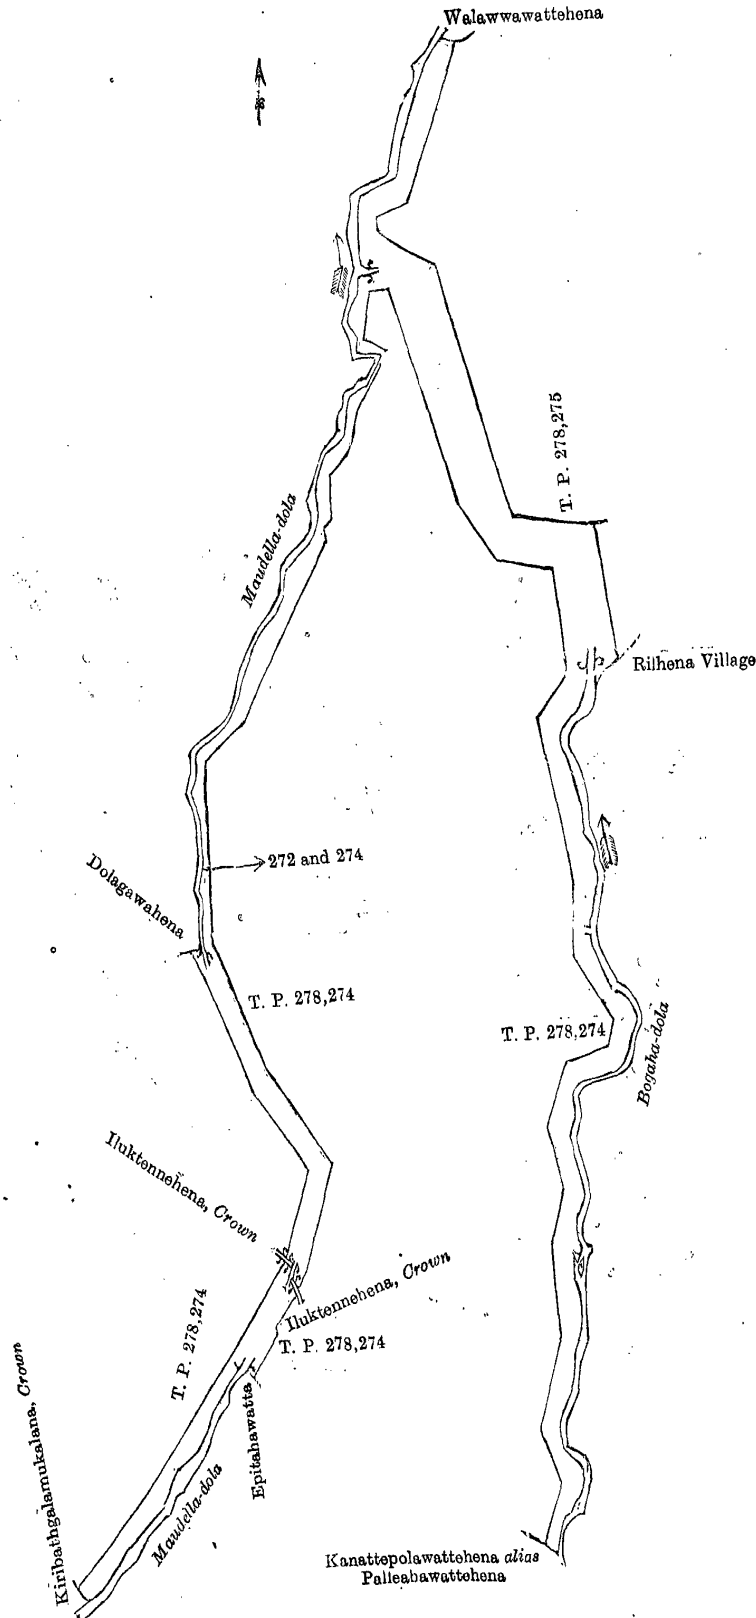 Walawwawattehena
T. P. 278,275
Maudella-dola
Rilhena Village
272 and 274
Dolagawahena
T. P. 278,274
T. P. 278,274
Bogaha-dola
Iluktennehena, Crown
Iluktennehena, Crown
T. P. 278,274
T. P. 278,274
Kiribathgalamukalana, Crown
Epitahawatta
Maudella-dola
Kanattepolawattehena alias
Palleabawattehena